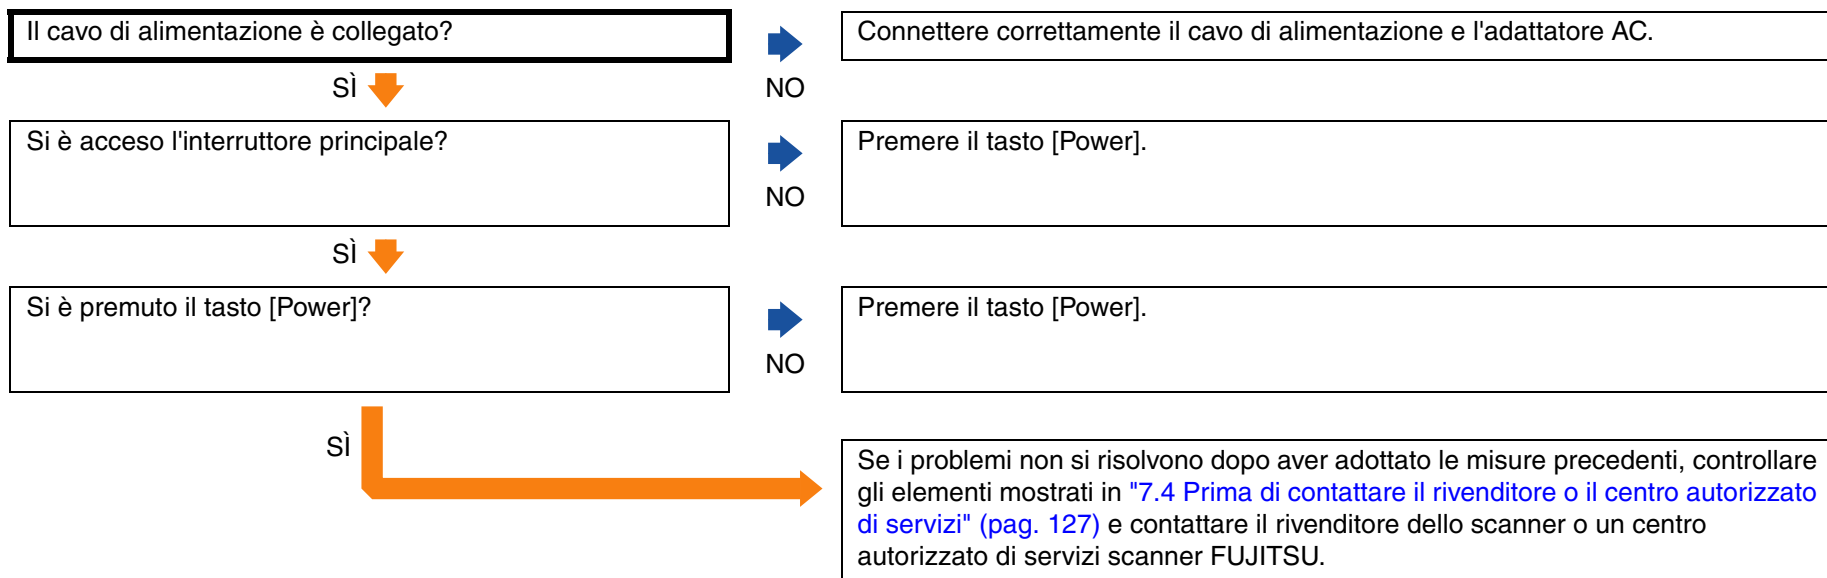 Il cavo di alimentazione è collegato?
Connettere correttamente il cavo di alimentazione e l'adattatore AC.
SÌ
NO
Si è acceso l'interruttore principale?
Premere il tasto [Power].
NO
SÌ
Si è premuto il tasto [Power]?
Premere il tasto [Power].
NO
SÌ
Se i problemi non si risolvono dopo aver adottato le misure precedenti, controllare
gli elementi mostrati in "7.4 Prima di contattare il rivenditore o il centro autorizzato
di servizi" (pag. 127) e contattare il rivenditore dello scanner o un centro
autorizzato di servizi scanner FUJITSU.